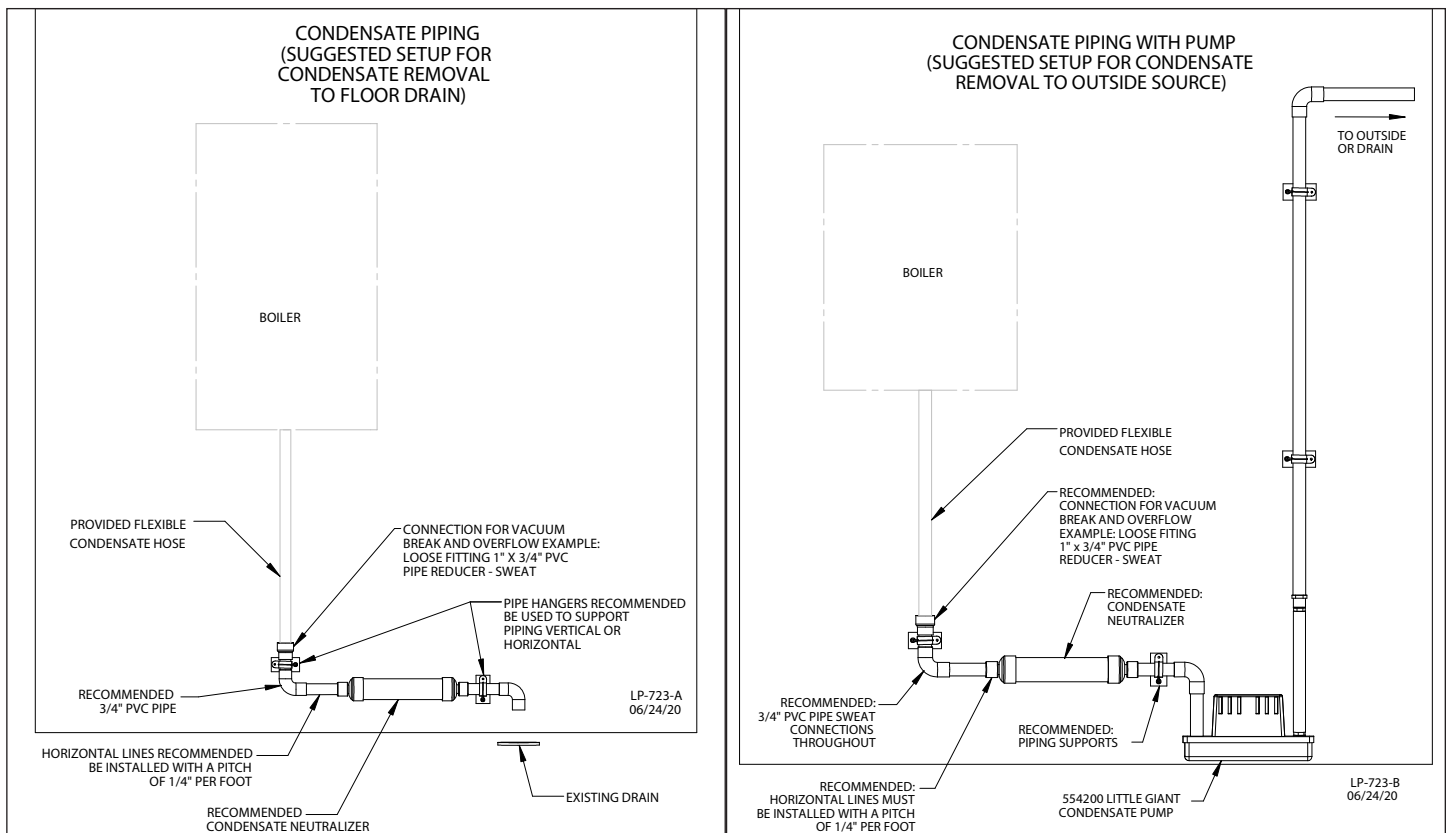 CONDENSATE PIPING
(SUGGESTED SETUP FOR
CONDENSATE REMOVAL
TO FLOOR DRAIN)
BOILER
PROVIDED FLEXIBLE
CONDENSATE HOSE
CONNECTION FOR VACUUM
BREAK AND OVERFLOW EXAMPLE:
LOOSE FITTING 1" X 3/4" PVC
PIPE REDUCER - SWEAT
PIPE HANGERS RECOMMENDED
BE USED TO SUPPORT
PIPING VERTICAL OR
HORIZONTAL
RECOMMENDED
3/4" PVC PIPE
LP-723-A
06/24/20
HORIZONTAL LINES RECOMMENDED
BE INSTALLED WITH A PITCH
OF 1/4" PER FOOT
EXISTING DRAIN
RECOMMENDED
CONDENSATE NEUTRALIZER
CONDENSATE PIPING WITH PUMP
(SUGGESTED SETUP FOR CONDENSATE
REMOVAL TO OUTSIDE SOURCE)
TO OUTSIDE
OR DRAIN
BOILER
PROVIDED FLEXIBLE
CONDENSATE HOSE
RECOMMENDED:
CONNECTION FOR VACUUM
BREAK AND OVERFLOW
EXAMPLE: LOOSE FITING
1" x 3/4" PVC PIPE
REDUCER - SWEAT
RECOMMENDED:
CONDENSATE
NEUTRALIZER
RECOMMENDED:
3/4" PVC PIPE SWEAT
CONNECTIONS
THROUGHOUT
RECOMMENDED:
PIPING SUPPORTS
RECOMMENDED:
HORIZONTAL LINES MUST
BE INSTALLED WITH A PITCH
OF 1/4" PER FOOT
554200 LITTLE GIANT
CONDENSATE PUMP
LP-723-B
06/24/20